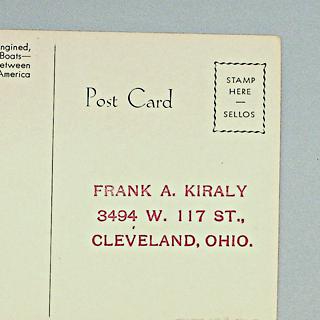 ngined,
Boats—
etween
America
Post Card
STAMP
HERE
—
SELLOS
FRANK A. KIRALY
3494 W. 117 ST.,
CLEVELAND, OHIO.